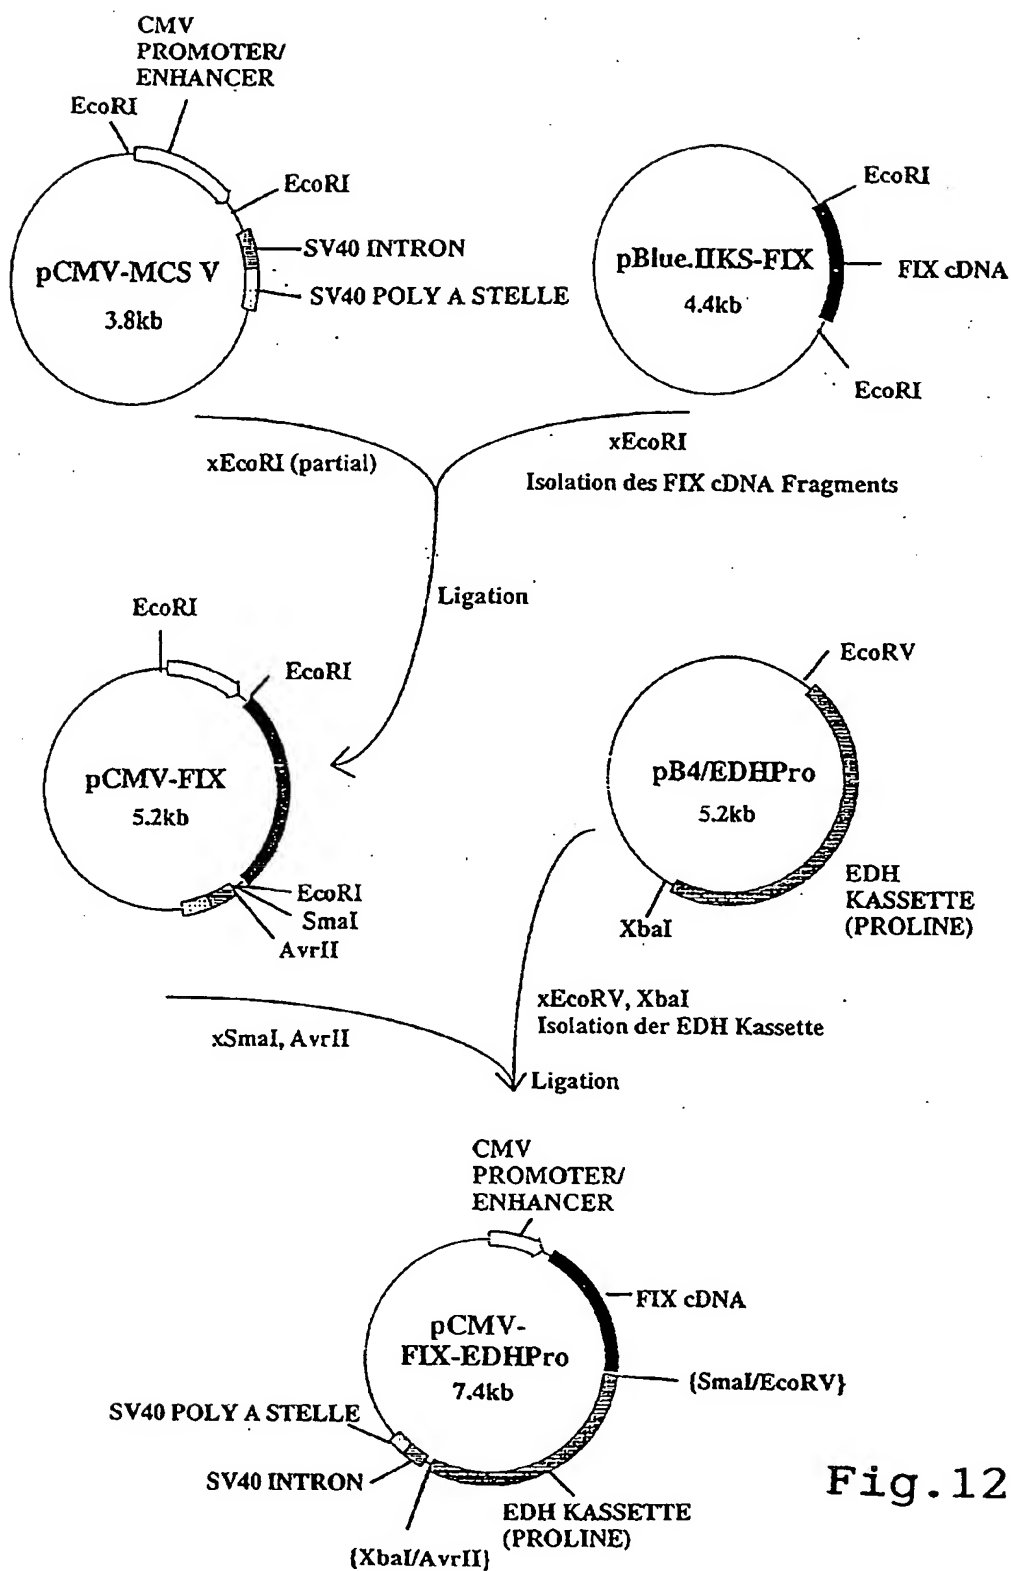 CMV
PROMOTER/
ENHANCER
EcoRI
EcoRI
SV40 INTRON
pCMV-MCS V
3.8kb
SV40 POLY A STELLE
EcoRI
pBlue.IIKS-FIX
4.4kb
FIX cDNA
EcoRI
xEcoRI (partial)
xEcoRI
Isolation des FIX cDNA Fragments
Ligation
EcoRI
EcoRI
pCMV-FIX
5.2kb
EcoRI
SmaI
AvrII
EcoRV
pB4/EDHPro
5.2kb
EDH
KASSETTE
(PROLINE)
XbaI
xSmaI, AvrII
xEcoRV, XbaI
Isolation der EDH Kassette
Ligation
CMV
PROMOTER/
ENHANCER
FIX cDNA
pCMV-
FIX-EDHPro
7.4kb
{SmaI/EcoRV}
SV40 POLY A STELLE
SV40 INTRON
EDH KASSETTE
(PROLINE)
{XbaI/AvrII}
Fig.12